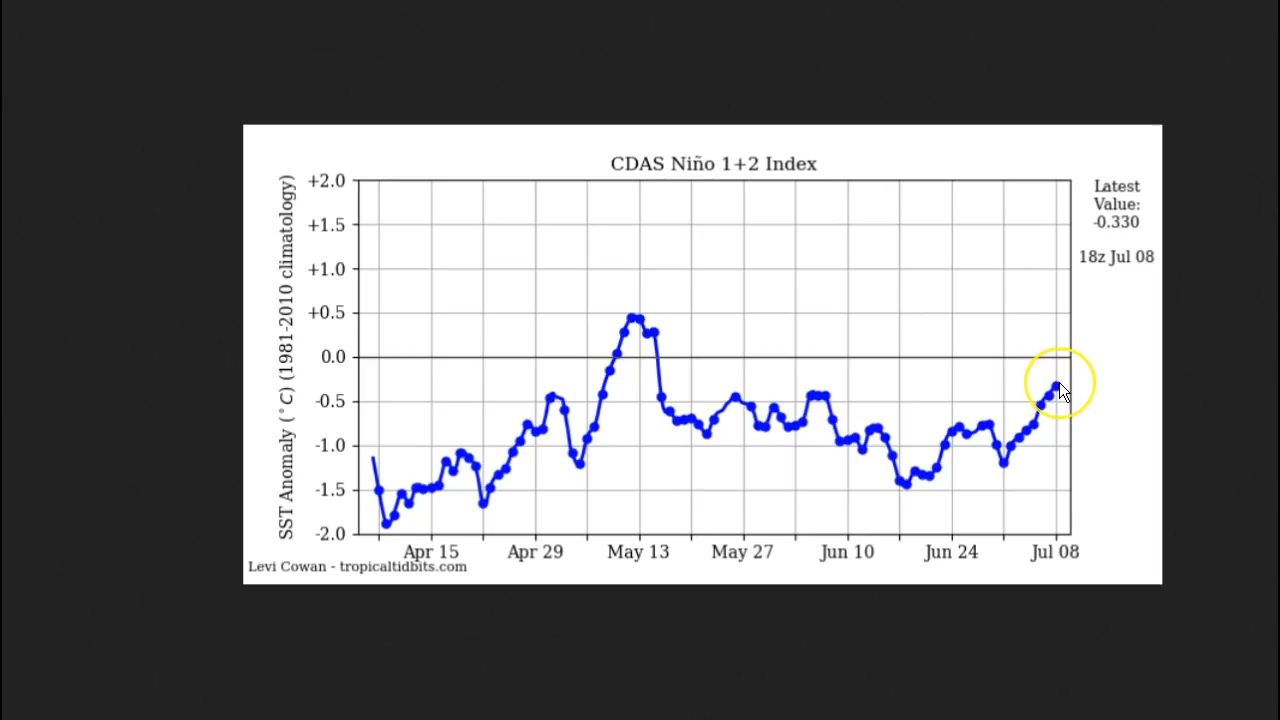 CDAS Niño 1+2 Index
SST Anomaly (°C) (1981-2010 climatology)
+2.0
+1.5
+1.0
+0.5
0.0
-0.5
-1.0
-1.5
-2.0
Apr 15 Apr 29 May 13 May 27 Jun 10 Jun 24 Jul 08
Latest
Value:
-0.330
18z Jul 08
Levi Cowan - tropicaltidbits.com